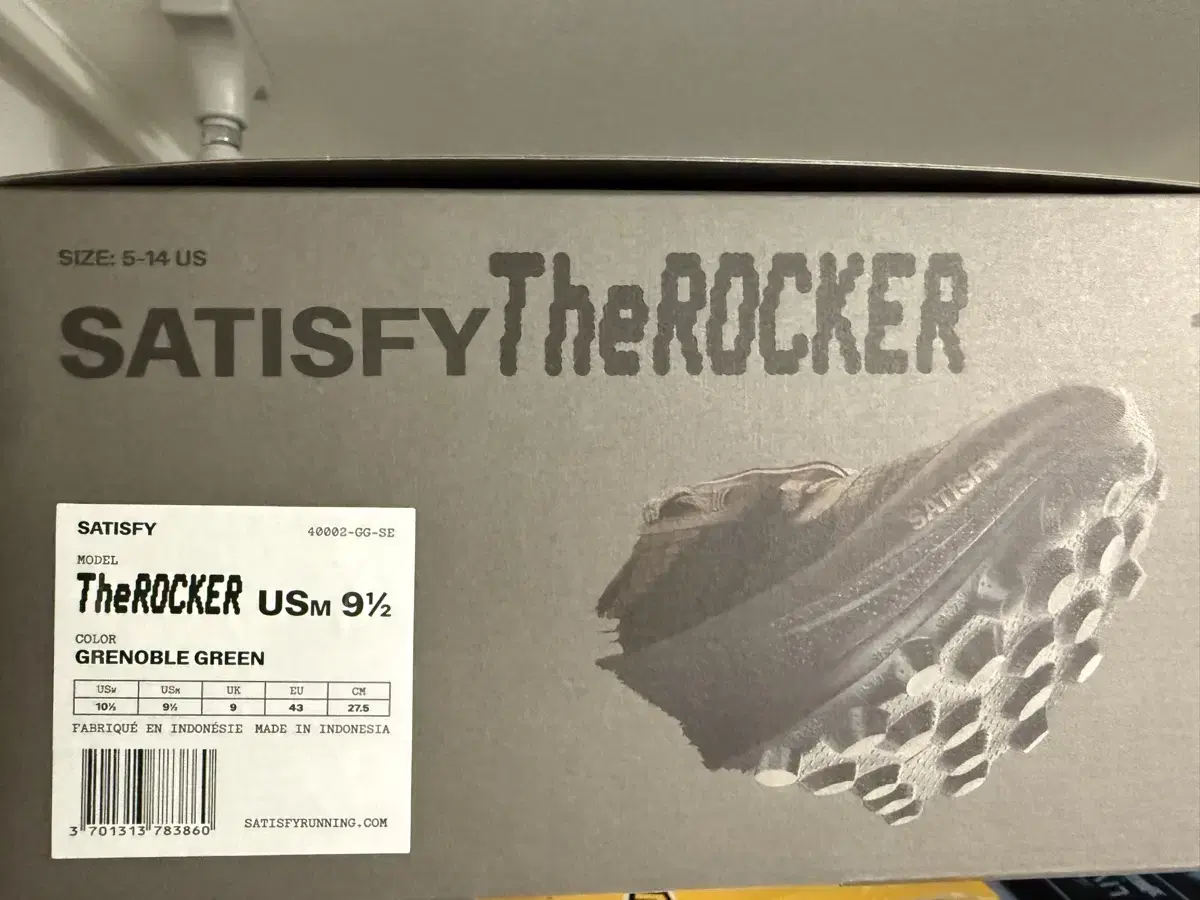 SIZE: 5-14 US
SATISFY TheROCKER
SATISFY
SATISFY 40002-GG-SE
MODEL
TheROCKER USM 9½
COLOR
GRENOBLE GREEN
USW USM UK EU CM
10½ 9½ 9 43 27.5
FABRIQUÉ EN INDONÉSIE MADE IN INDONESIA
3 701313 783860
SATISFYRUNNING.COM